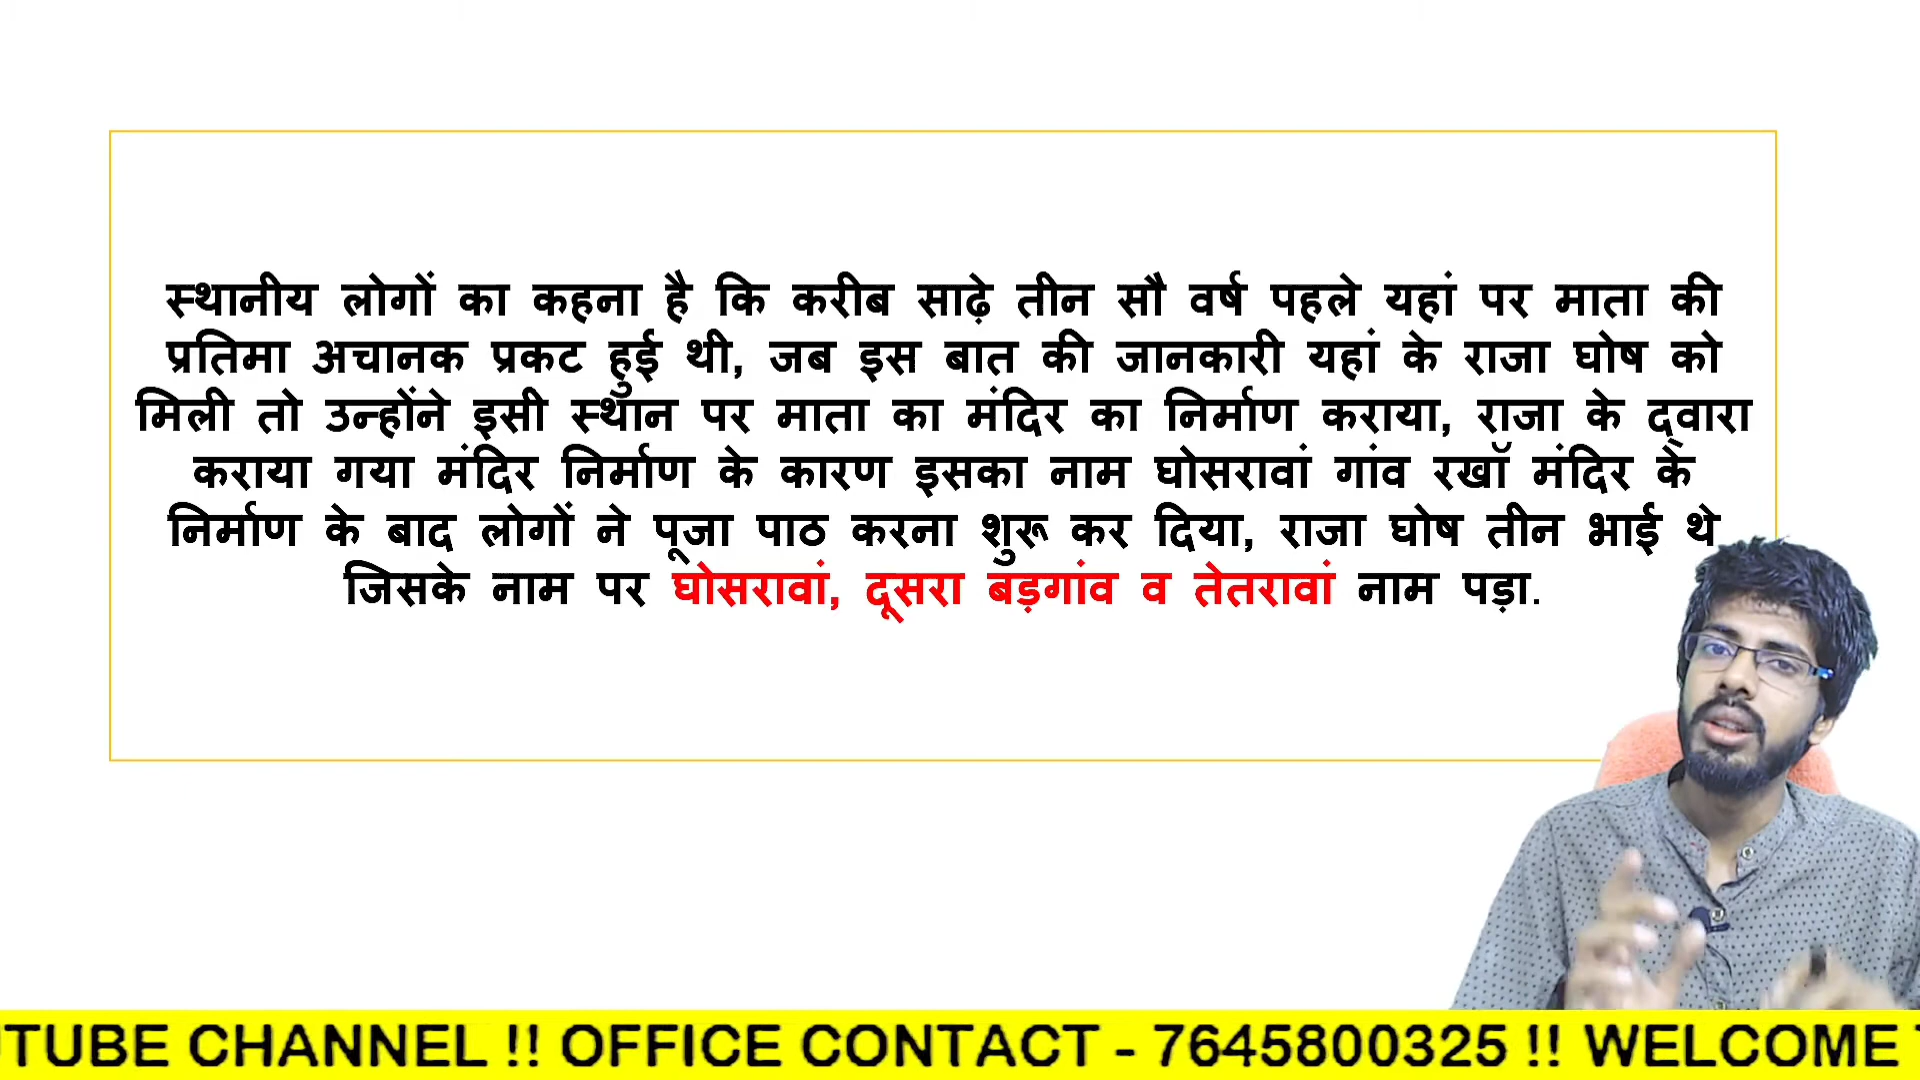 स्थानीय लोगों का कहना है कि करीब साढ़े तीन सौ वर्ष पहले यहां पर माता की
प्रतिमा अचानक प्रकट हुई थी, जब इस बात की जानकारी यहां के राजा घोष को
मिली तो उन्होंने इसी स्थान पर माता का मंदिर का निर्माण कराया, राजा के द्वारा
कराया गया मंदिर निर्माण के कारण इसका नाम घोसरावां गांव रखॉ मंदिर के
निर्माण के बाद लोगों ने पूजा पाठ करना शुरू कर दिया, राजा घोष तीन भाई थे
जिसके नाम पर घोसरावां, दूसरा बड़गांव व तेतरावां नाम पड़ा.
UTUBE CHANNEL !! OFFICE CONTACT - 7645800325 !! WELCOME T